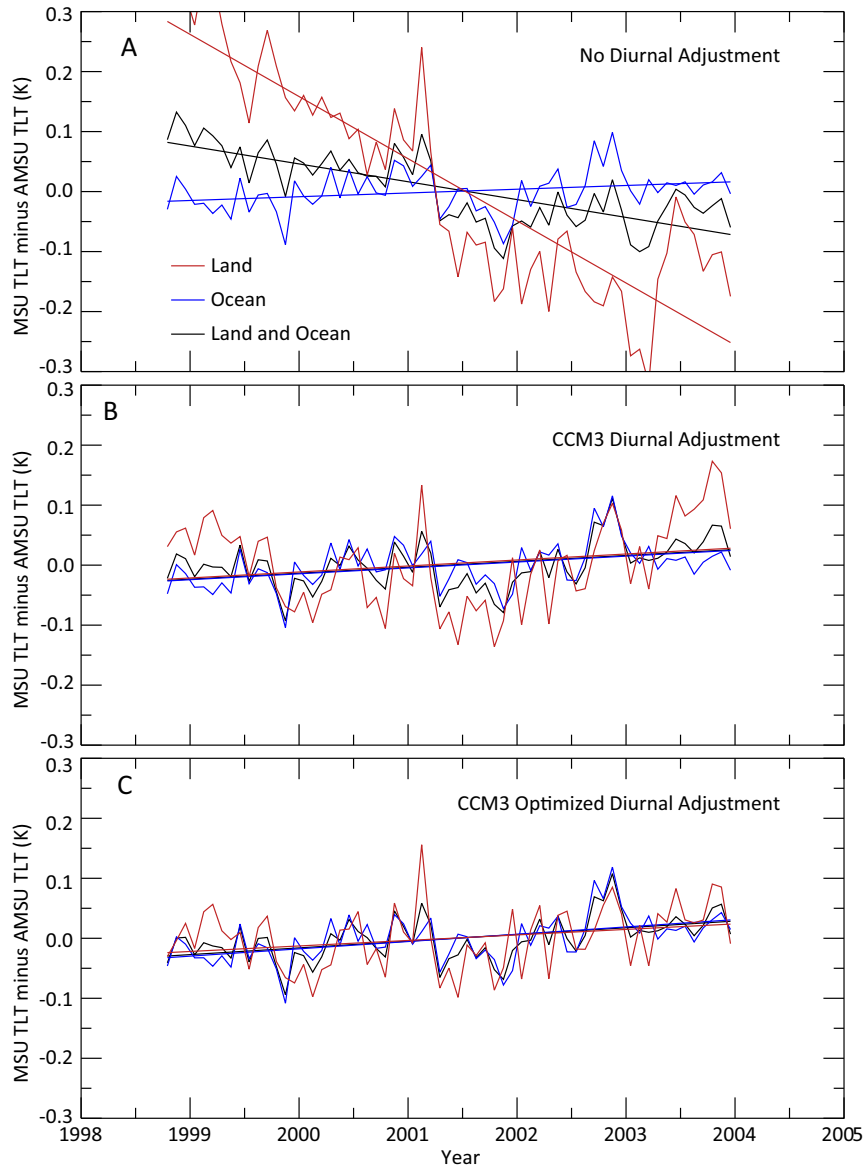 A
No Diurnal Adjustment
MSU TLT minus AMSU TLT (K)
0.3
0.2
0.1
0.0
-0.1
-0.2
-0.3
Land
Ocean
Land and Ocean
B
CCM3 Diurnal Adjustment
MSU TLT minus AMSU TLT (K)
0.3
0.2
0.1
0.0
-0.1
-0.2
-0.3
C
CCM3 Optimized Diurnal Adjustment
MSU TLT minus AMSU TLT (K)
0.3
0.2
0.1
0.0
-0.1
-0.2
-0.3
1998 1999 2000 2001 2002 2003 2004 2005
Year